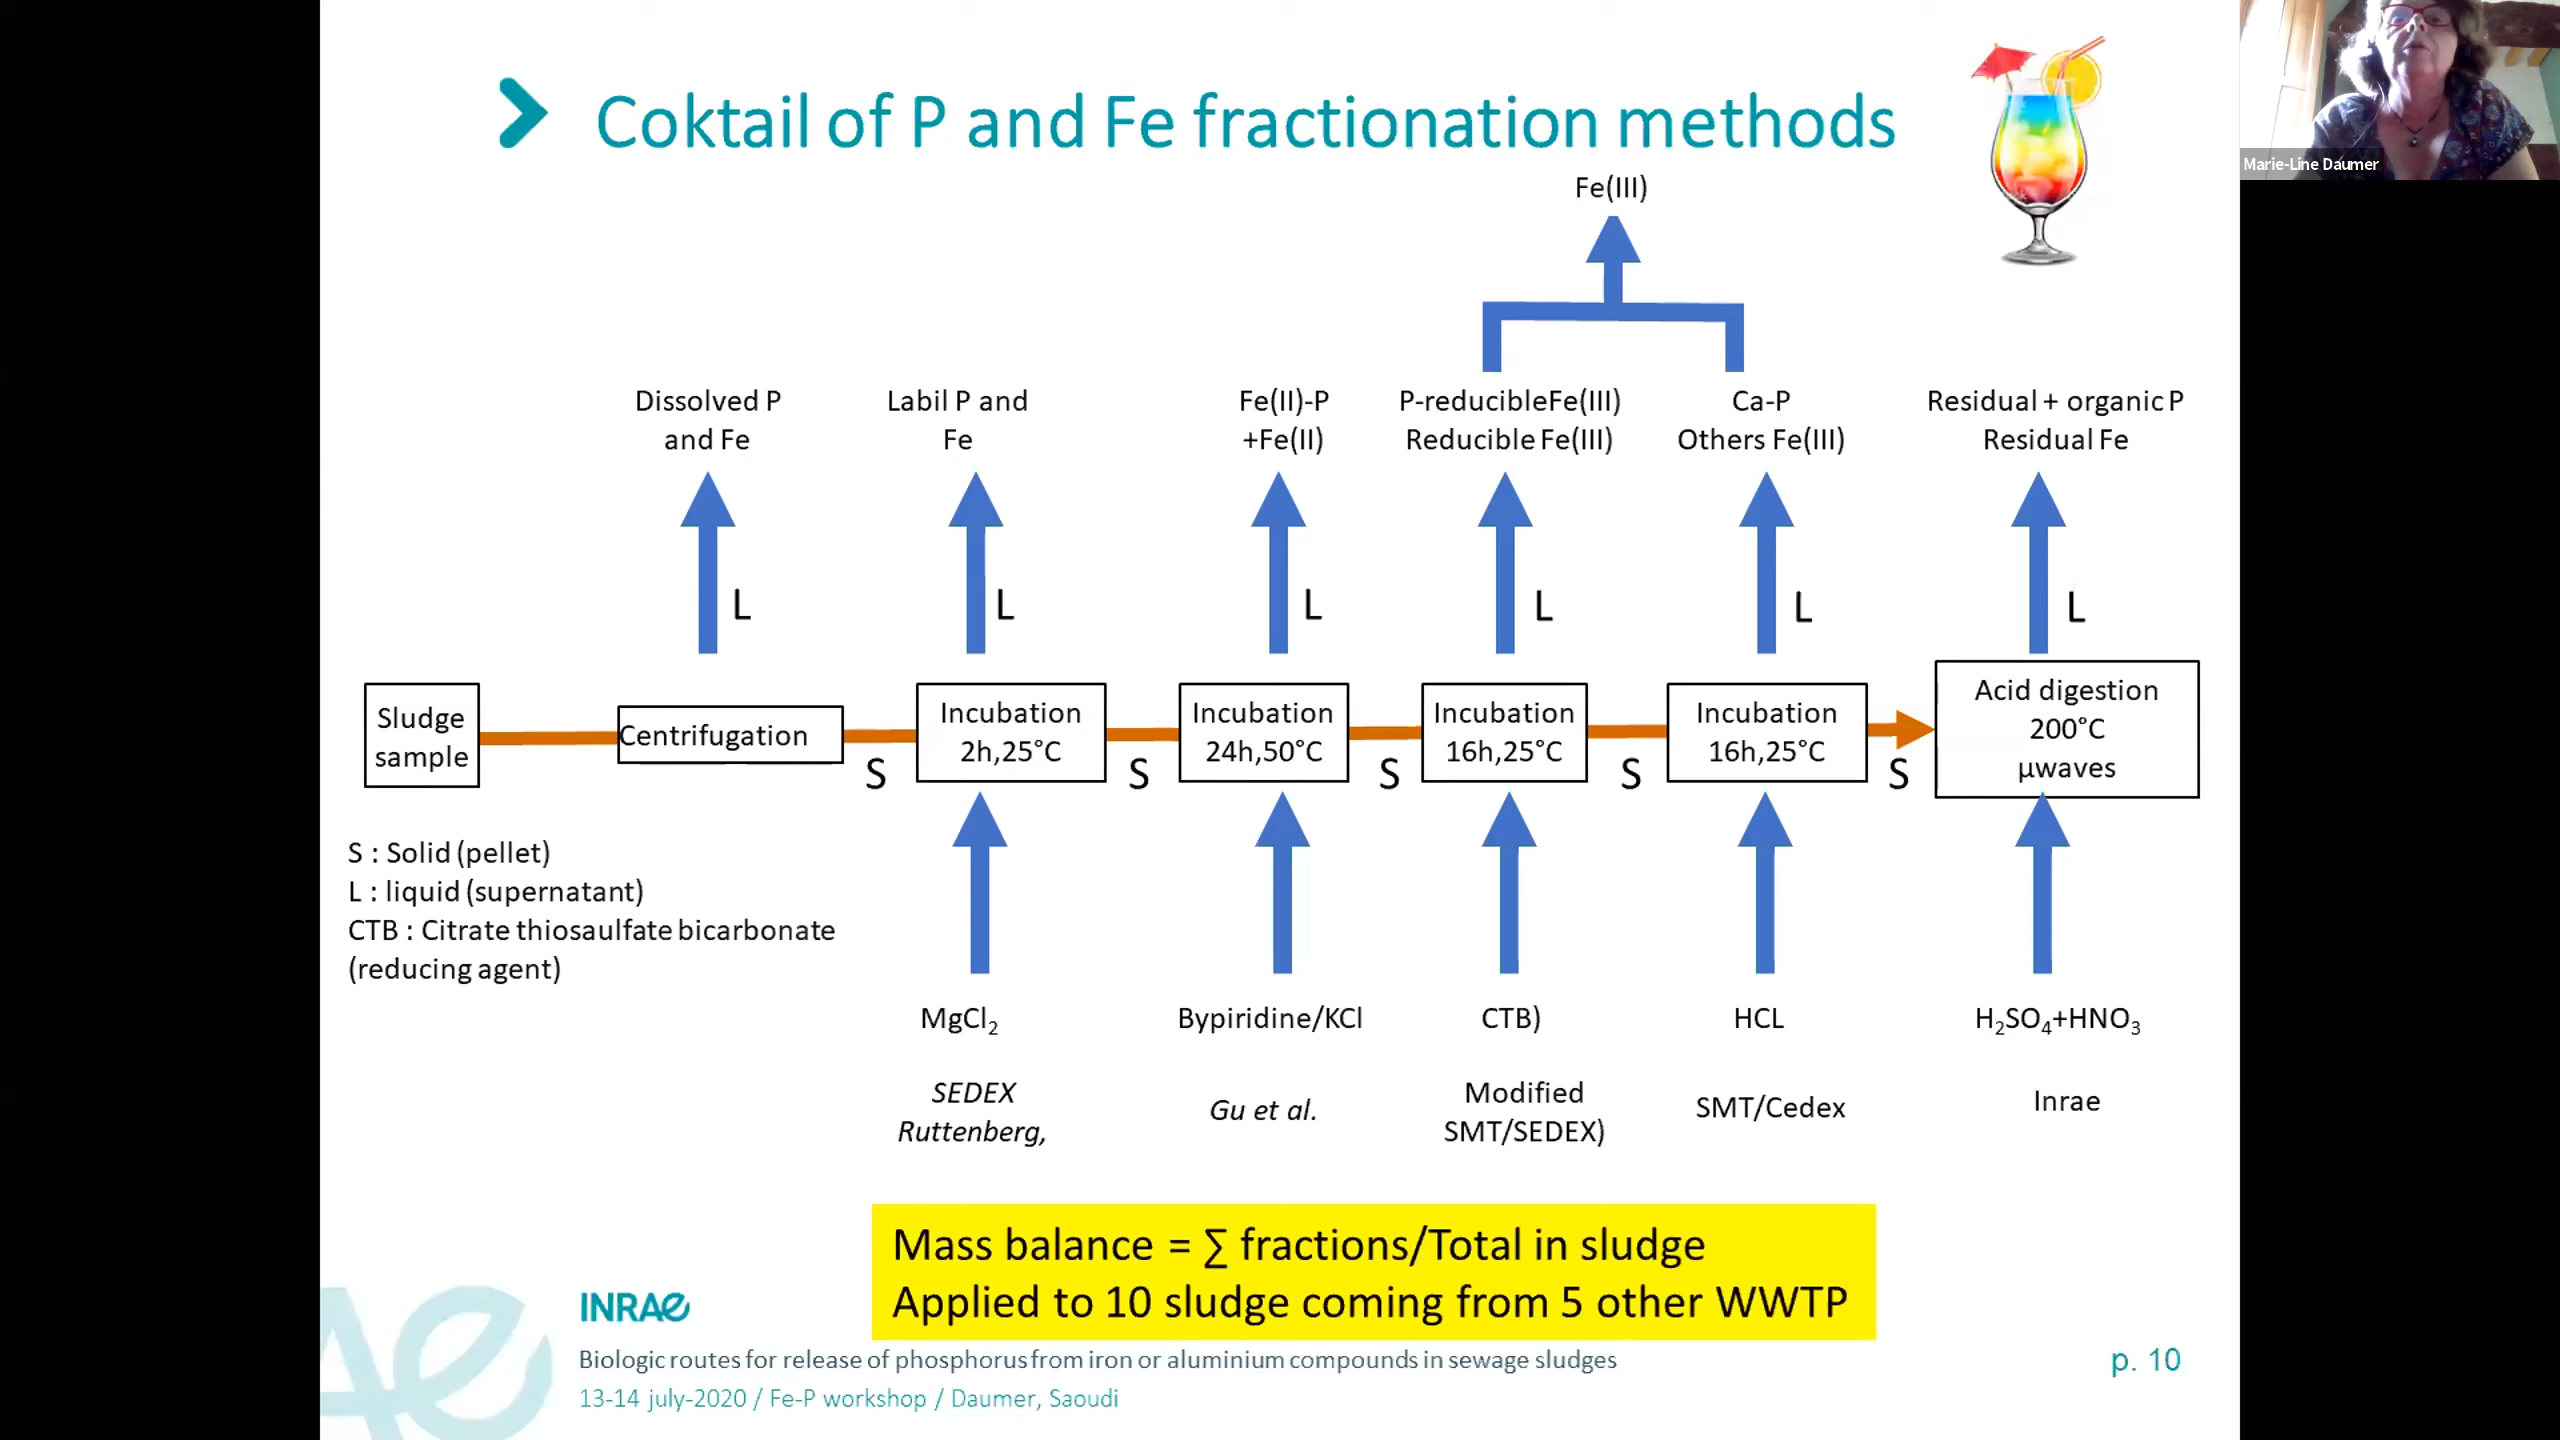 Coktail of P and Fe fractionation methods
Marie-Line Daumer
Fe(III)
Dissolved P
and Fe
Labil P and
Fe
Fe(II)-P
+Fe(II)
P-reducibleFe(III)
Reducible Fe(III)
Ca-P
Others Fe(III)
Residual + organic P
Residual Fe
L
L
L
L
L
L
Sludge
sample
Centrifugation
Incubation
2h,25°C
Incubation
24h,50°C
Incubation
16h,25°C
Incubation
16h,25°C
Acid digestion
200°C
µwaves
S
S
S
S
S
S : Solid (pellet)
L : liquid (supernatant)
CTB : Citrate thiosaulfate bicarbonate
(reducing agent)
MgCl2
Bypiridine/KCl
CTB)
HCL
H2SO4+HNO3
SEDEX
Ruttenberg,
Gu et al.
Modified
SMT/SEDEX)
SMT/Cedex
Inrae
Mass balance = ∑ fractions/Total in sludge
Applied to 10 sludge coming from 5 other WWTP
INRAE
Biologic routes for release of phosphorus from iron or aluminium compounds in sewage sludges
13-14 july-2020 / Fe-P workshop / Daumer, Saoudi
p. 10